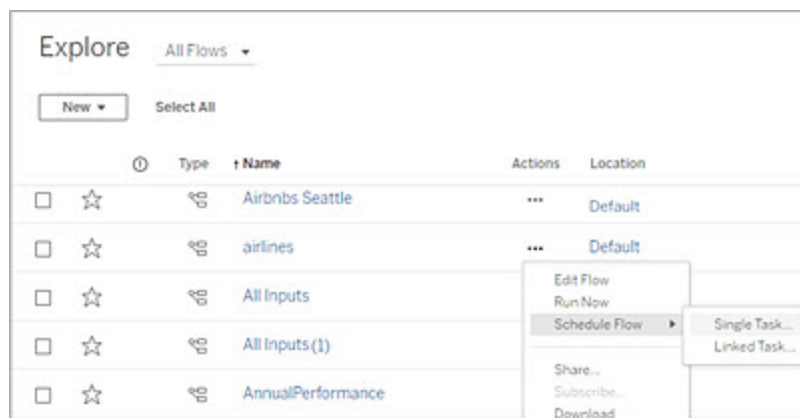 Explore All Flows
New Select All
Type ↑ Name Actions Location
Airbnbs Seattle ... Default
airlines ... Default
Edit Flow
All Inputs Run Now
Schedule Flow Single Task...
All Inputs(1) Linked Task...
Share...
Subscribe...
AnnualPerformance
Download